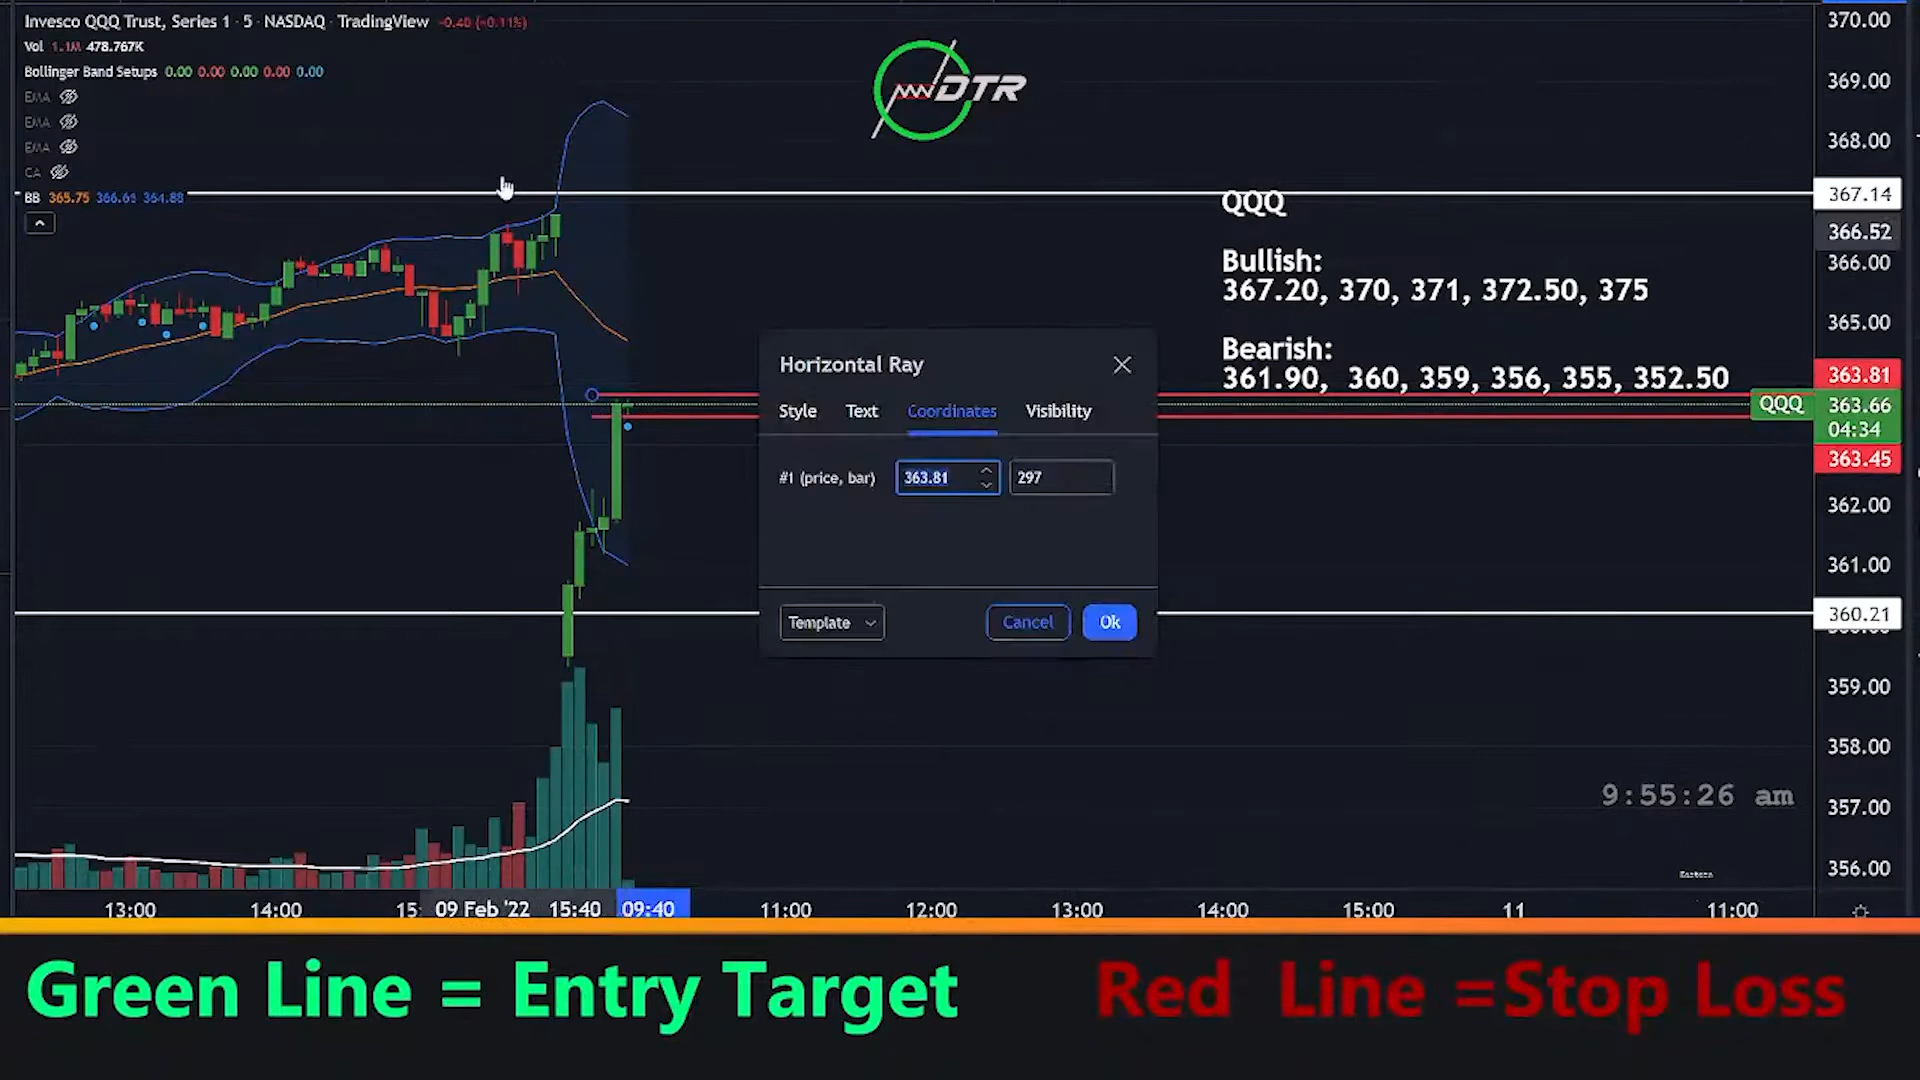 Invesco QQQ Trust, Series 1 · 5 · NASDAQ · TradingView -0.40 (-0.11%)
Vol 1.1M 478.767K
Bollinger Band Setups 0.00 0.00 0.00 0.00 0.00
EMA
EMA
EMA
CA
BB 365.75 366.61 364.88
DTR
QQQ
Bullish:
367.20, 370, 371, 372.50, 375
Bearish:
361.90, 360, 359, 356, 355, 352.50
Horizontal Ray
Style Text Coordinates Visibility
#1 (price, bar) 363.81 297
Template Cancel Ok
370.00
369.00
368.00
367.14
366.52
366.00
365.00
363.81
QQQ 363.66
04:34
363.45
362.00
361.00
360.21
359.00
358.00
357.00
356.00
9:55:26 am
Eastern
13:00 14:00 15: 09 Feb '22 15:40 09:40 11:00 12:00 13:00 14:00 15:00 11 11:00
Green Line = Entry Target Red Line =Stop Loss